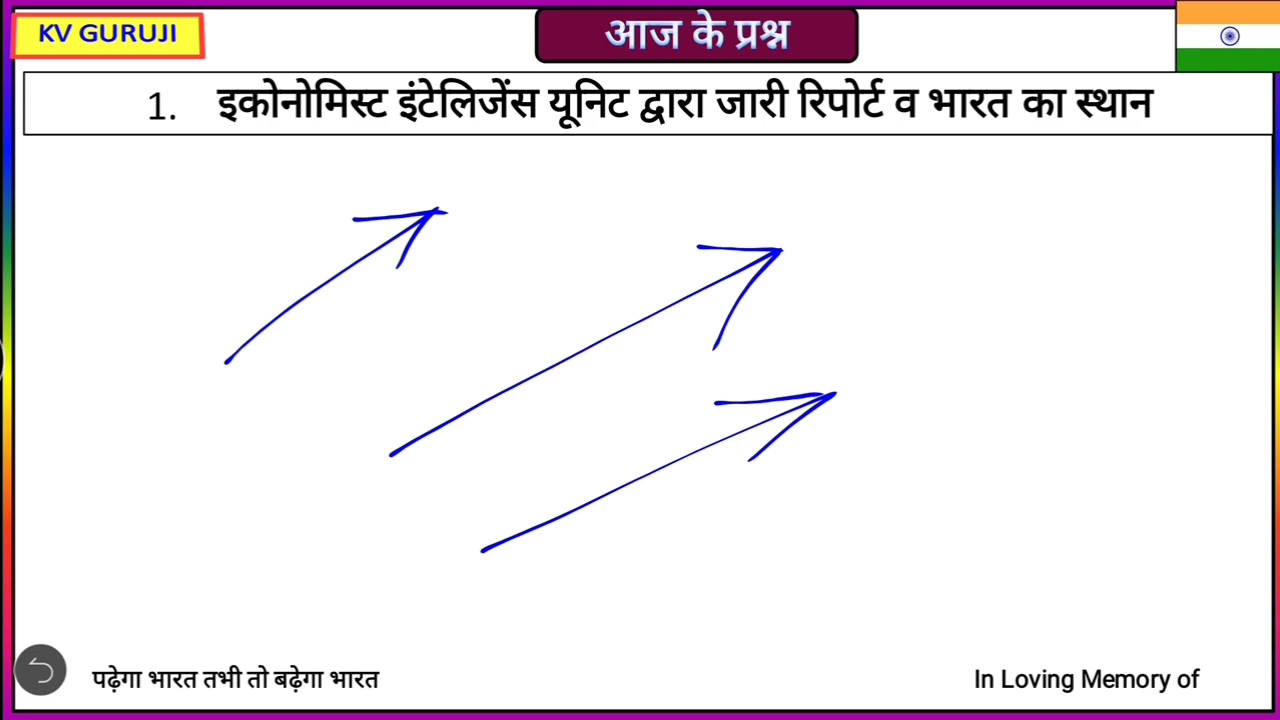 KV GURUJI
आज के प्रश्न
1. इकोनोमिस्ट इंटेलिजेंस यूनिट द्वारा जारी रिपोर्ट व भारत का स्थान
पढ़ेगा भारत तभी तो बढ़ेगा भारत
In Loving Memory of